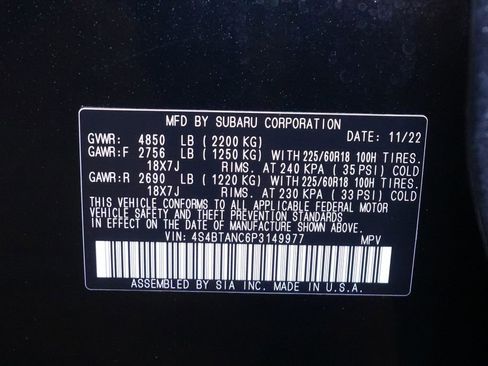 MFD BY SUBARU CORPORATION
GVWR: 4850 LB ( 2200 KG) DATE: 11/22
GAWR:F 2756 LB ( 1250 KG) WITH 225/60R18 100H TIRES.
18X7J RIMS. AT 240 KPA ( 35 PSI) COLD
GAWR:R 2690 LB ( 1220 KG) WITH 225/60R18 100H TIRES.
18X7J RIMS. AT 230 KPA ( 33 PSI) COLD
THIS VEHICLE CONFORMS TO ALL APPLICABLE FEDERAL MOTOR
VEHICLE SAFETY AND THEFT PREVENTION STANDARDS
IN EFFECT ON THE DATE OF MANUFACTURE SHOWN ABOVE.
VIN: 4S4BTANC6P3149977 MPV
ASSEMBLED BY SIA INC. MADE IN U.S.A.